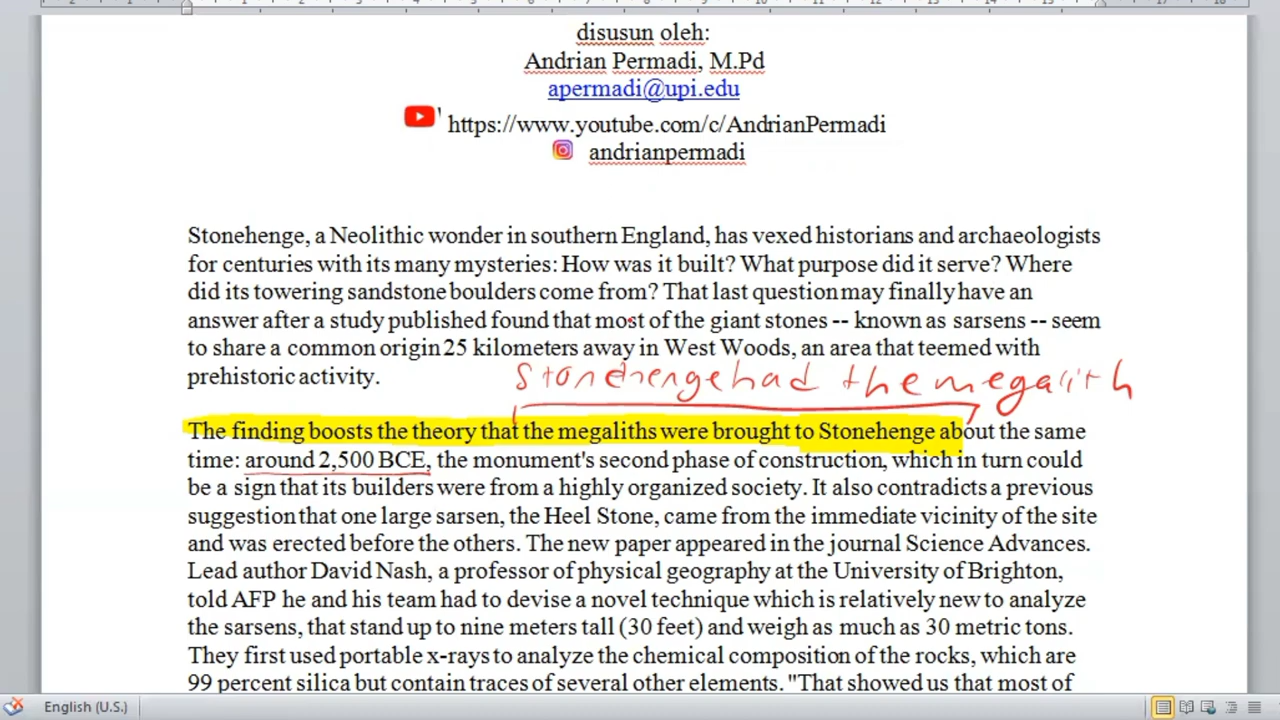 disusun oleh:
Andrian Permadi, M.Pd
apermadi@upi.edu
https://www.youtube.com/c/AndrianPermadi
andrianpermadi
Stonehenge, a Neolithic wonder in southern England, has vexed historians and archaeologists
for centuries with its many mysteries: How was it built? What purpose did it serve? Where
did its towering sandstone boulders come from? That last question may finally have an
answer after a study published found that most of the giant stones -- known as sarsens -- seem
to share a common origin 25 kilometers away in West Woods, an area that teemed with
prehistoric activity.
Stonehenge had the megalith
The finding boosts the theory that the megaliths were brought to Stonehenge about the same
time: around 2,500 BCE, the monument's second phase of construction, which in turn could
be a sign that its builders were from a highly organized society. It also contradicts a previous
suggestion that one large sarsen, the Heel Stone, came from the immediate vicinity of the site
and was erected before the others. The new paper appeared in the journal Science Advances.
Lead author David Nash, a professor of physical geography at the University of Brighton,
told AFP he and his team had to devise a novel technique which is relatively new to analyze
the sarsens, that stand up to nine meters tall (30 feet) and weigh as much as 30 metric tons.
They first used portable x-rays to analyze the chemical composition of the rocks, which are
99 percent silica but contain traces of several other elements. "That showed us that most of
English (U.S.)